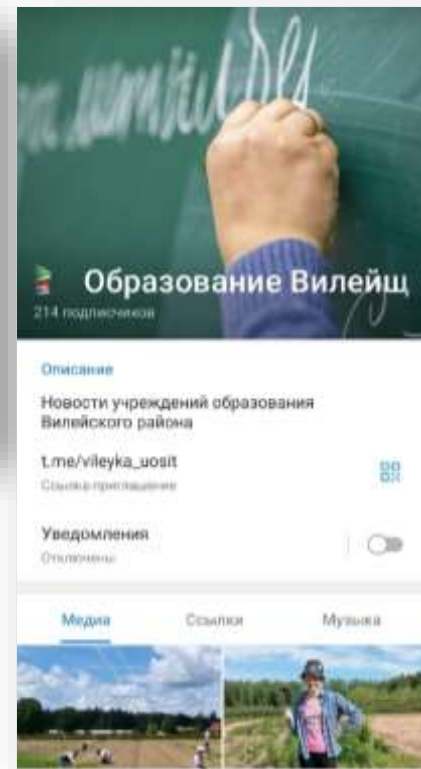 Образование Вилейщ
214 подписчиков
Описание
Новости учреждений образования
Вилейского района
t.me/vileyka_uosit
Ссылка-приглашение
Уведомления
Отключены
Медиа
Ссылки
Музыка